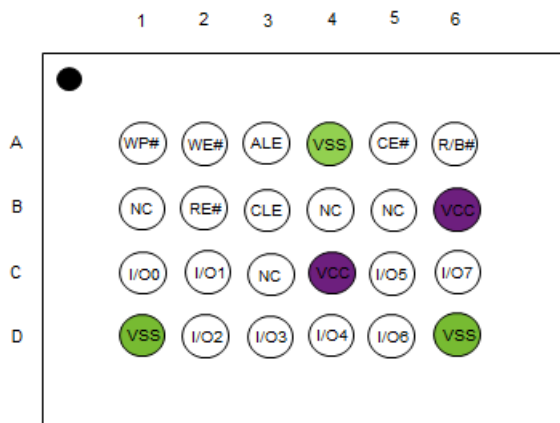 1 2 3 4 5 6
A WP# WE# ALE VSS CE# R/B#
B NC RE# CLE NC NC VCC
C I/O0 I/O1 NC VCC I/O5 I/O7
D VSS I/O2 I/O3 I/O4 I/O6 VSS